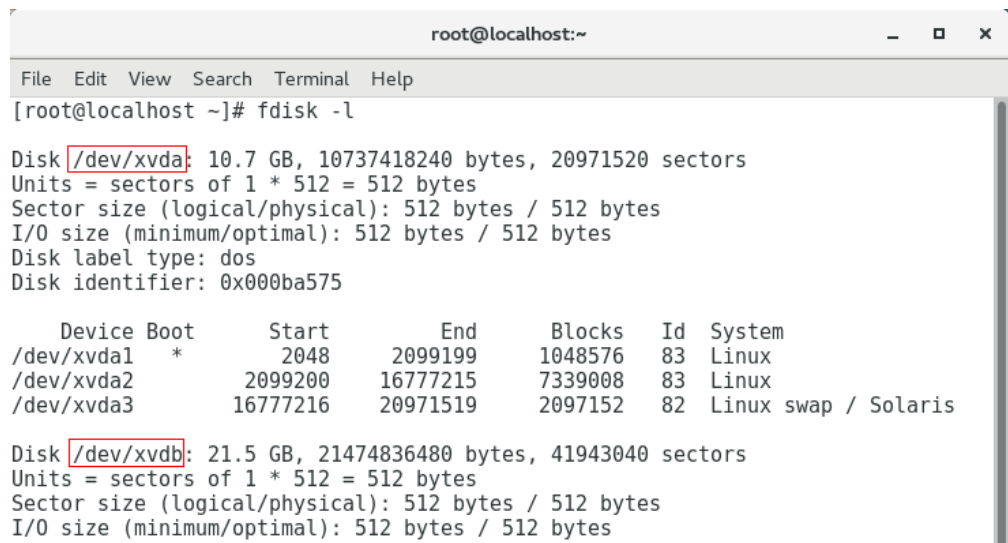 root@localhost:~
File Edit View Search Terminal Help
[root@localhost ~]# fdisk -l
Disk /dev/xvda: 10.7 GB, 10737418240 bytes, 20971520 sectors
Units = sectors of 1 * 512 = 512 bytes
Sector size (logical/physical): 512 bytes / 512 bytes
I/O size (minimum/optimal): 512 bytes / 512 bytes
Disk label type: dos
Disk identifier: 0x000ba575
Device Boot Start End Blocks Id System
/dev/xvda1 * 2048 2099199 1048576 83 Linux
/dev/xvda2 2099200 16777215 7339008 83 Linux
/dev/xvda3 16777216 20971519 2097152 82 Linux swap / Solaris
Disk /dev/xvdb: 21.5 GB, 21474836480 bytes, 41943040 sectors
Units = sectors of 1 * 512 = 512 bytes
Sector size (logical/physical): 512 bytes / 512 bytes
I/O size (minimum/optimal): 512 bytes / 512 bytes